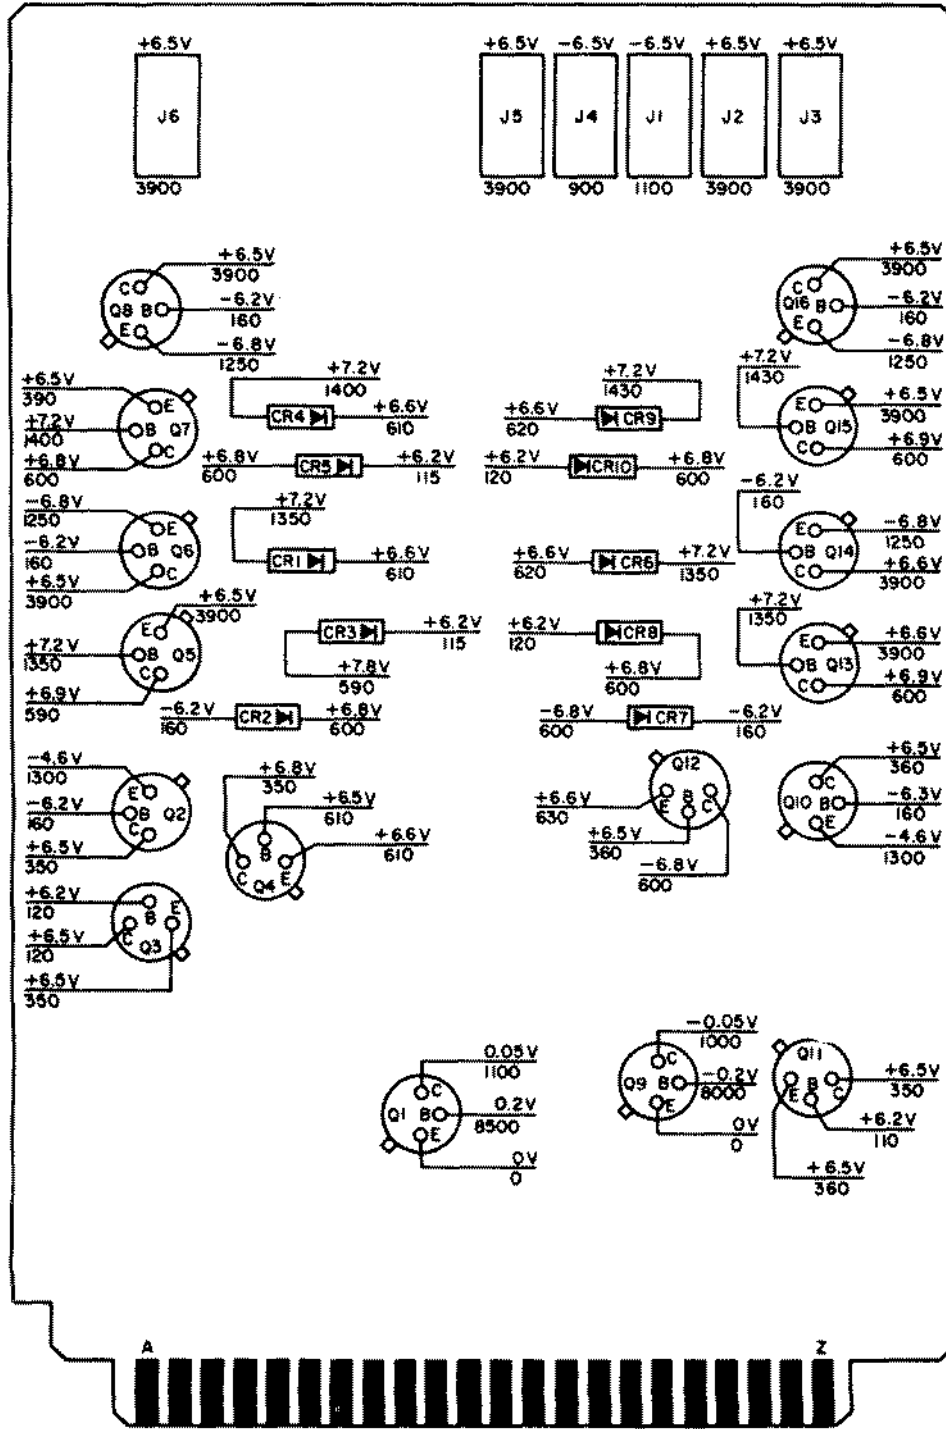 +6.5V +6.5V -6.5V -6.5V +6.5V +6.5V
J6 J5 J4 J1 J2 J3
3900 3900 900 1100 3900 3900
+6.5V
3900
C
Q8 B
-6.2V
160
E
-6.8V
1250
+6.5V
3900
C
Q16 B
-6.2V
160
E
-6.8V
1250
+6.5V
390
E
+7.2V
1400
B Q7
+6.8V
600
C
+7.2V
1400
CR4
+6.6V
610
+7.2V
1430
+6.6V
620
CR9
+7.2V
1430
E
+6.5V
3900
B Q15
C
+6.9V
600
+6.8V
600
CR5
+6.2V
115
+6.2V
120
CR10
+6.8V
600
-6.8V
1250
E
-6.2V
160
B Q6
+6.5V
3900
C
+7.2V
1350
CR1
+6.6V
610
+6.6V
620
CR6
+7.2V
1350
-6.2V
160
E
-6.8V
1250
B Q14
C
+6.6V
3900
+6.5V
3900
E
+7.2V
1350
B Q5
+6.9V
590
C
CR3
+6.2V
115
+7.8V
590
+6.2V
120
CR8
+6.8V
600
+7.2V
1350
E
+6.6V
3900
B Q13
C
+6.9V
600
-6.2V
160
CR2
+6.8V
600
-6.8V
600
CR7
-6.2V
160
-4.6V
1300
E
-6.2V
160
B Q2
+6.5V
350
C
+6.8V
350
+6.5V
610
+6.6V
610
B
C Q4 E
Q12
+6.6V
630
E B C
+6.5V
360
-6.8V
600
+6.5V
360
C
Q10 B
-6.3V
160
E
-4.6V
1300
+6.2V
120
B E
+6.5V
120
C Q3
+6.5V
350
0.05V
1100
C
Q1 B
0.2V
8500
E
0V
0
-0.05V
1000
C
Q9 B
-0.2V
8000
E
0V
0
Q11
E B C
+6.5V
350
+6.2V
110
+6.5V
360
A Z